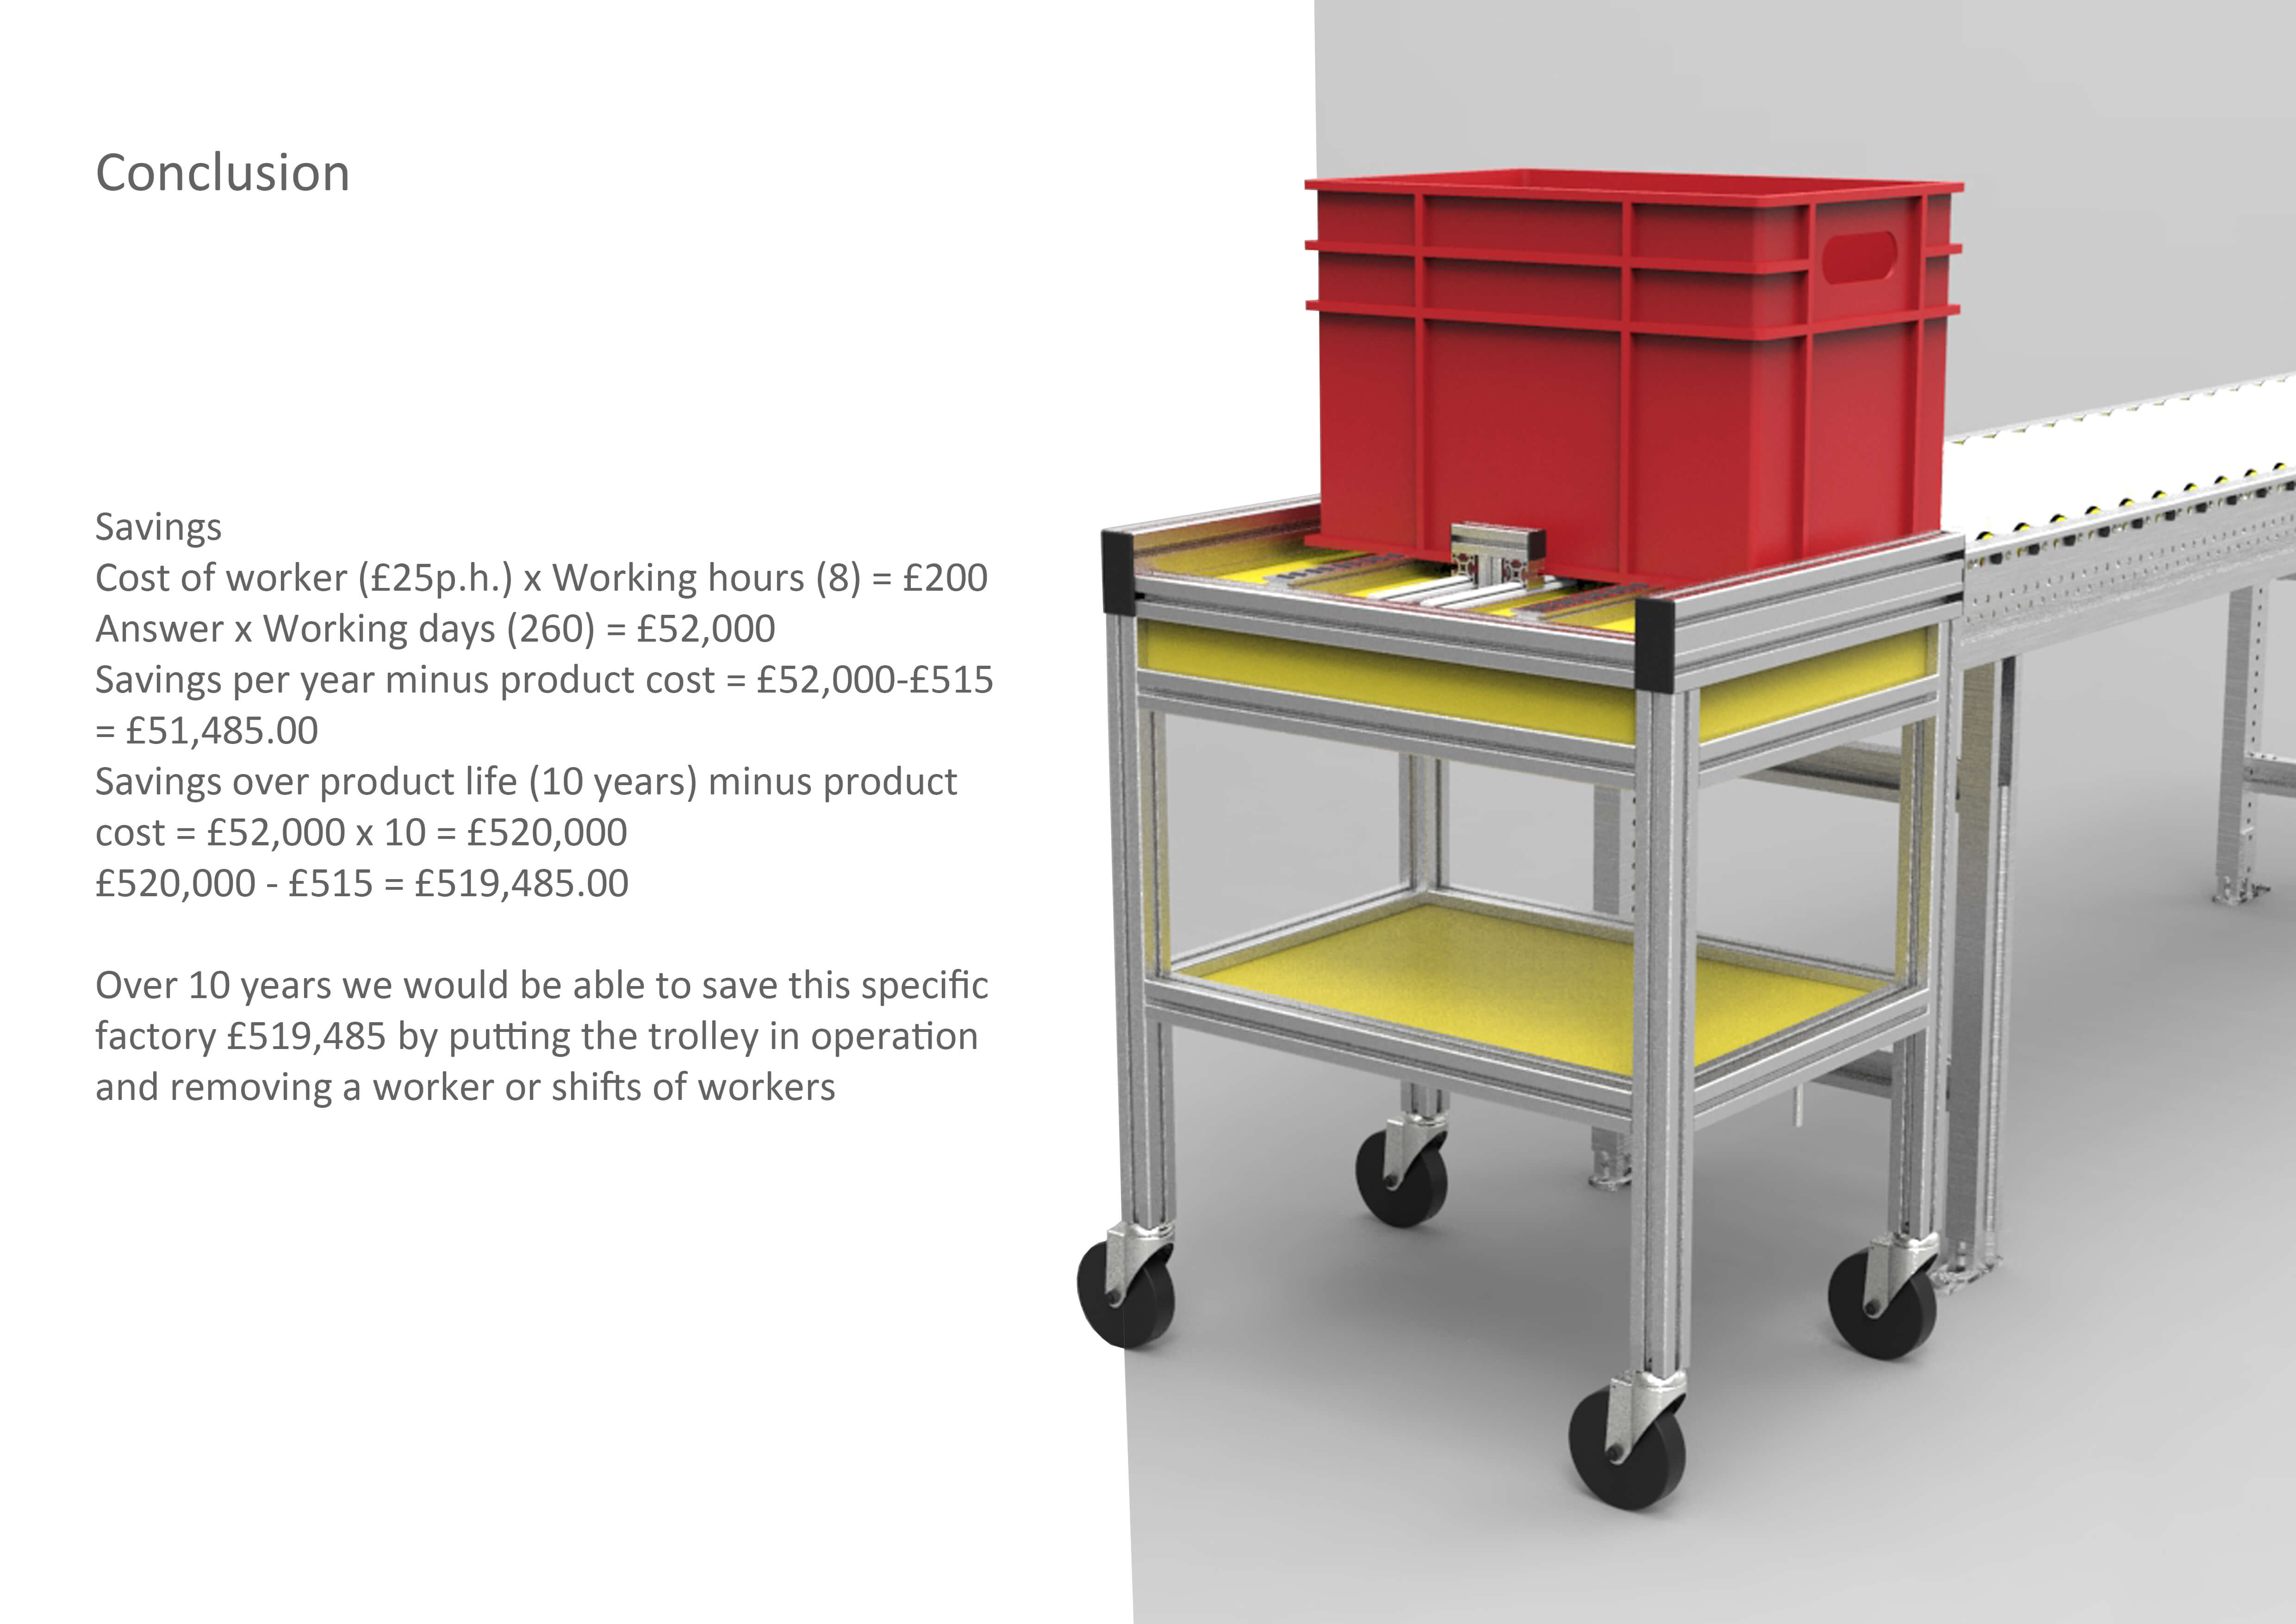 Conclusion
Savings
Cost of worker (£25p.h.) x Working hours (8) = £200
Answer x Working days (260) = £52,000
Savings per year minus product cost = £52,000-£515
= £51,485.00
Savings over product life (10 years) minus product
cost = £52,000 x 10 = £520,000
£520,000 - £515 = £519,485.00
Over 10 years we would be able to save this specific
factory £519,485 by putting the trolley in operation
and removing a worker or shifts of workers